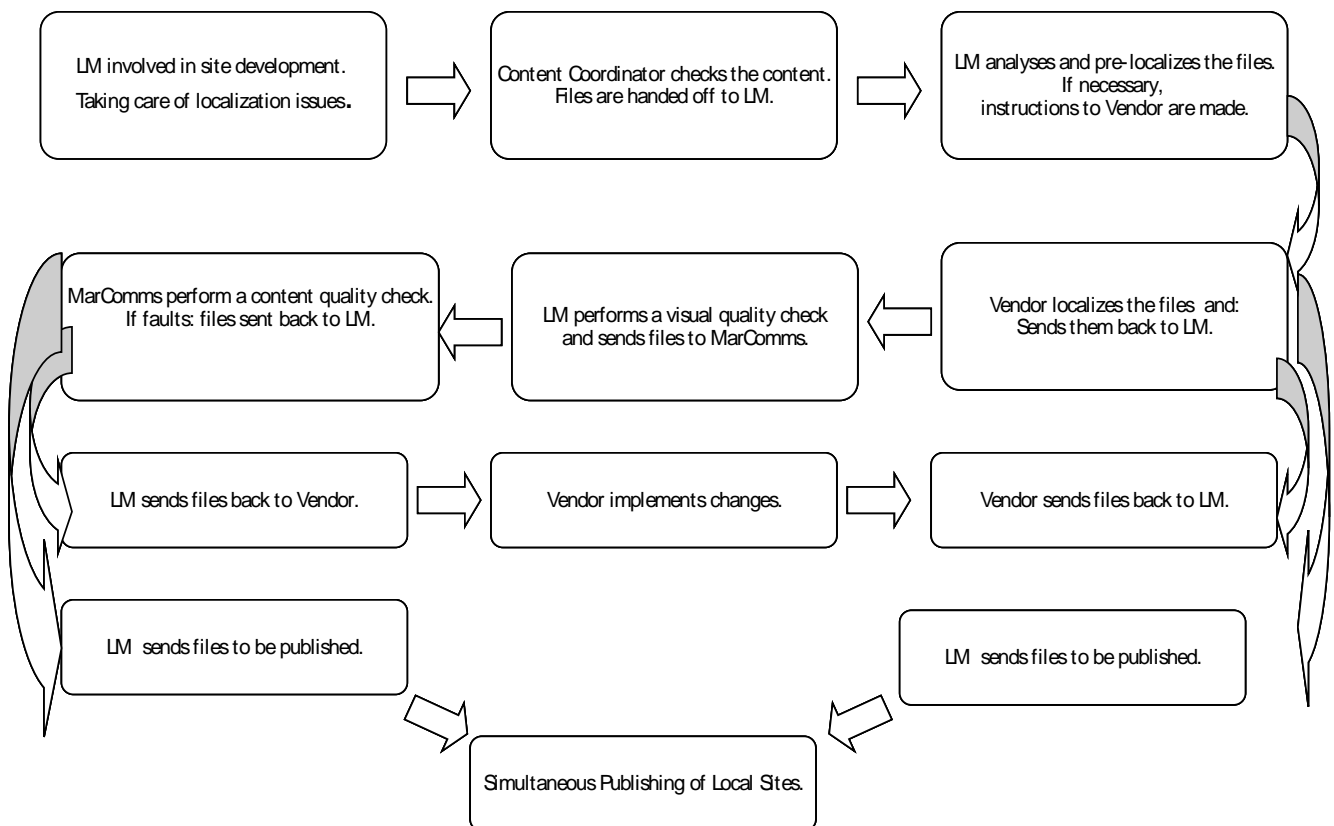 LM involved in site development.
Taking care of localization issues.
Content Coordinator checks the content.
Files are handed off to LM.
LM analyses and pre-localizes the files.
If necessary,
instructions to Vendor are made.
MarComms perform a content quality check.
If faults: files sent back to LM.
LM performs a visual quality check
and sends files to MarComms.
Vendor localizes the files and:
Sends them back to LM.
LM sends files back to Vendor.
Vendor implements changes.
Vendor sends files back to LM.
LM sends files to be published.
LM sends files to be published.
Simultaneous Publishing of Local Sites.